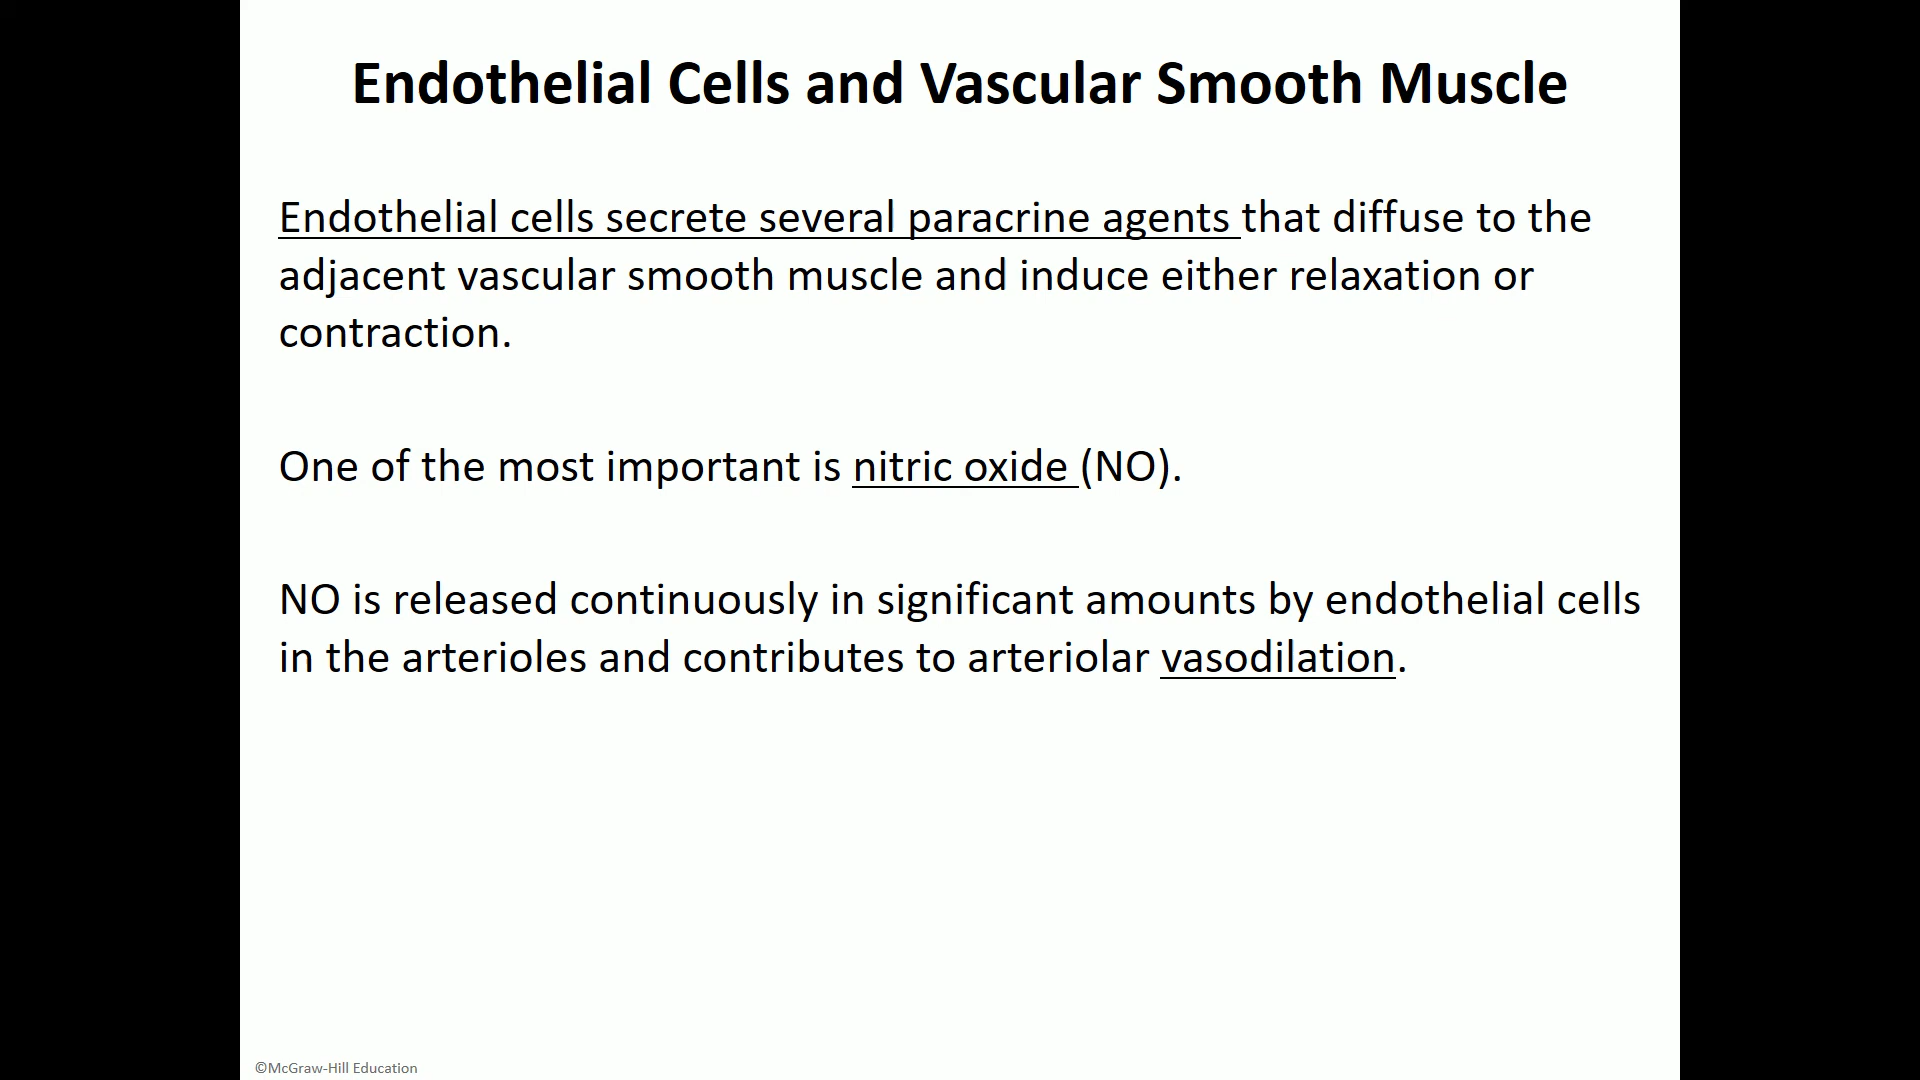 Endothelial Cells and Vascular Smooth Muscle
Endothelial cells secrete several paracrine agents that diffuse to the
adjacent vascular smooth muscle and induce either relaxation or
contraction.
One of the most important is nitric oxide (NO).
NO is released continuously in significant amounts by endothelial cells
in the arterioles and contributes to arteriolar vasodilation.
©McGraw-Hill Education